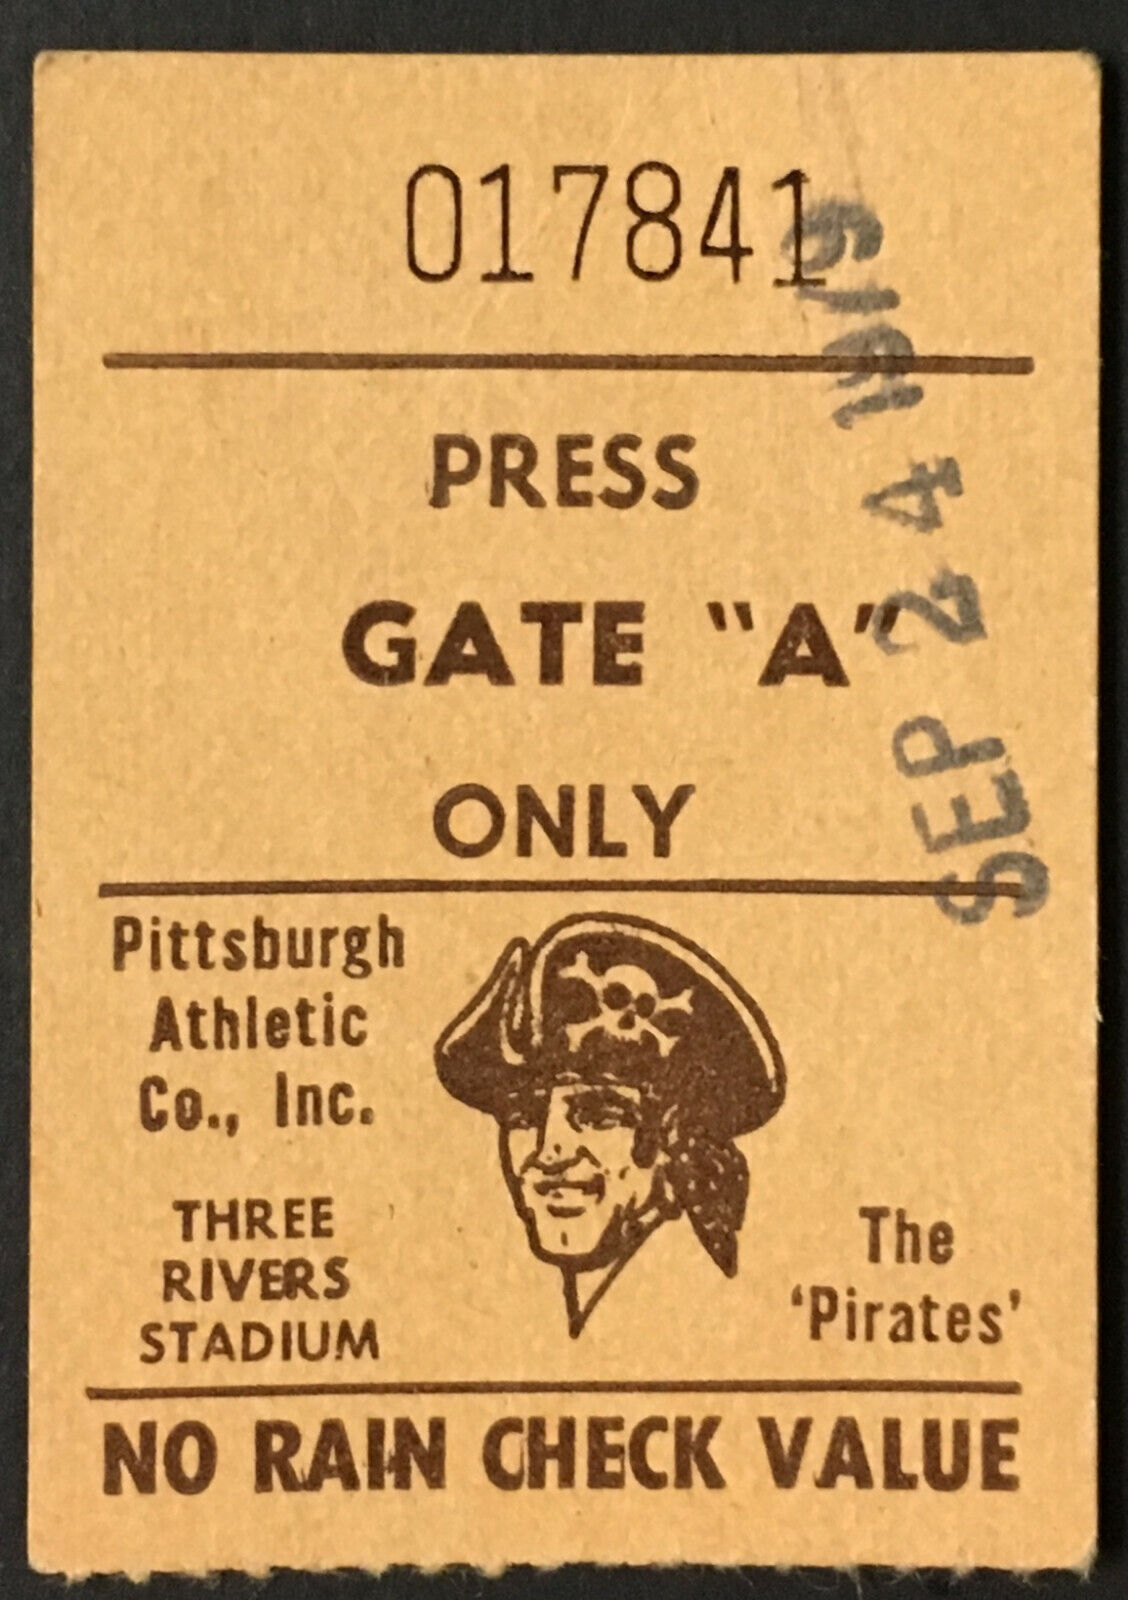 017841
PRESS
GATE "A"
ONLY
SEP 24 1979
Pittsburgh
Athletic
Co., Inc.
THREE
RIVERS
STADIUM
The
'Pirates'
NO RAIN CHECK VALUE